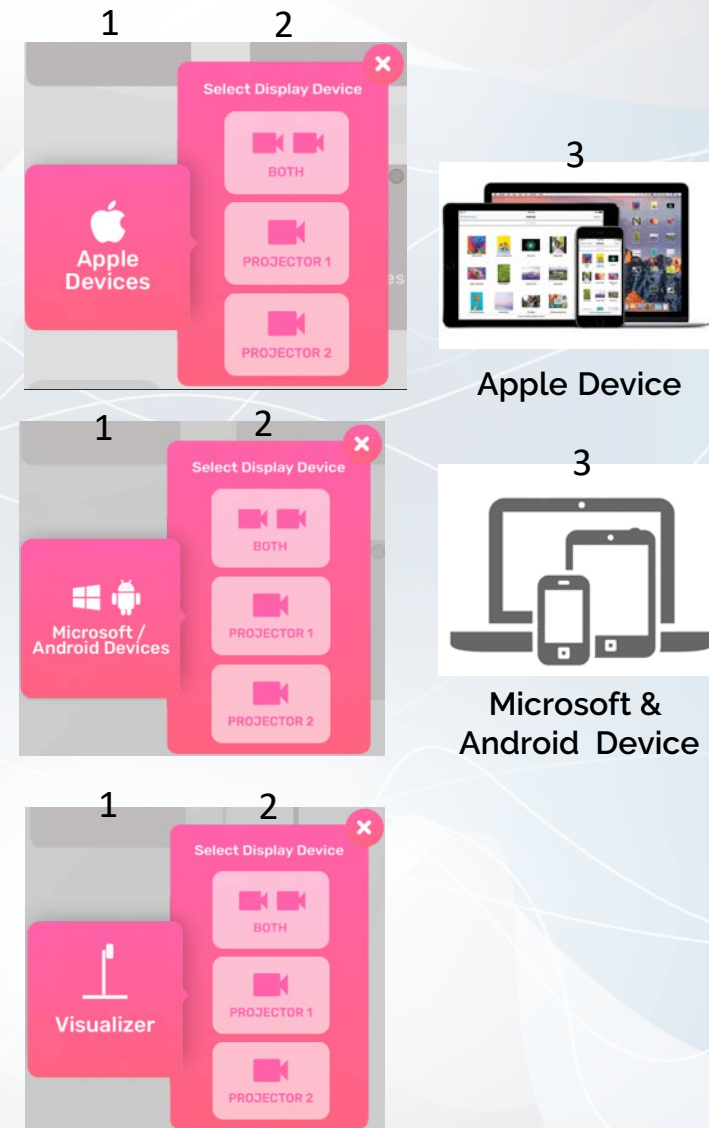 1
2
Select Display Device
BOTH
PROJECTOR 1
PROJECTOR 2
Apple
Devices
es
3
Apple Device
1
2
Select Display Device
BOTH
PROJECTOR 1
PROJECTOR 2
Microsoft /
Android Devices
3
Microsoft &
Android Device
1
2
Select Display Device
BOTH
PROJECTOR 1
PROJECTOR 2
Visualizer